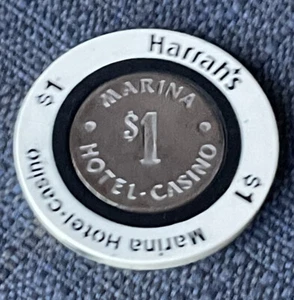 Harrah's
$1
Marina Hotel-Casino
$1
MARINA
$1
HOTEL-CASINO